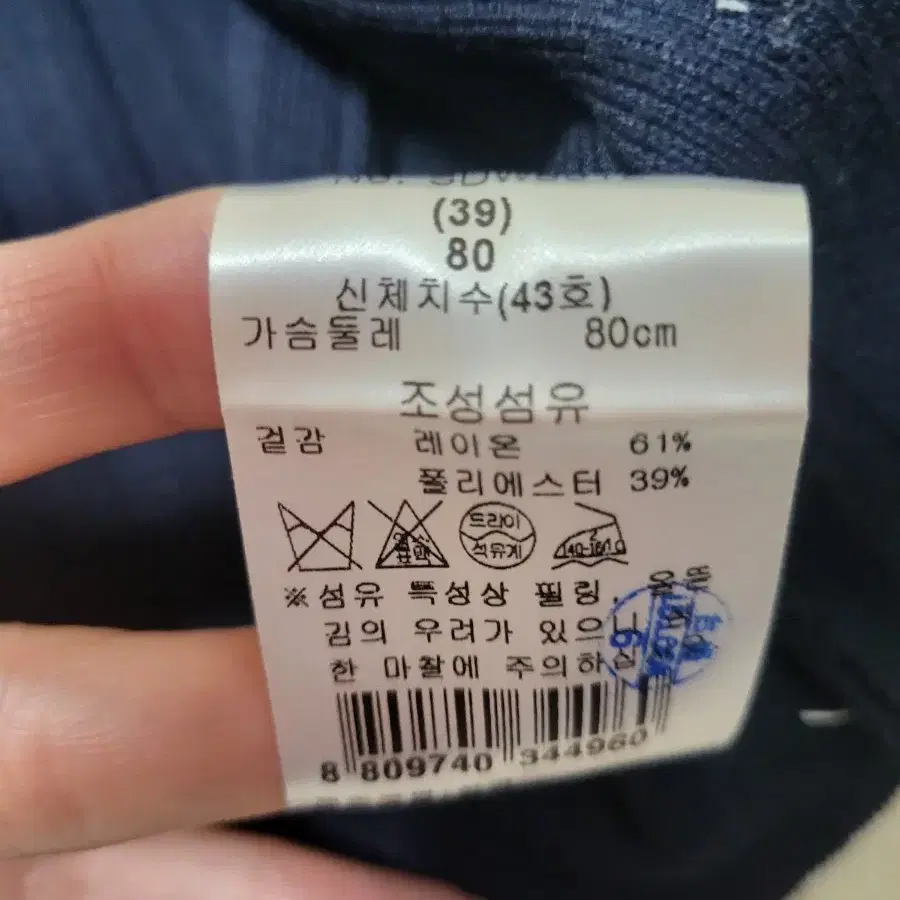 (39)
80
신체치수(43호)
가슴둘레 80cm
조성섬유
겉감 레이온 61%
폴리에스터 39%
드라이
석유계
140-160℃
※섬유 특성상 필링, 올뜯
김의 우려가 있으니
한 마찰에 주의하십
8 809740 344960